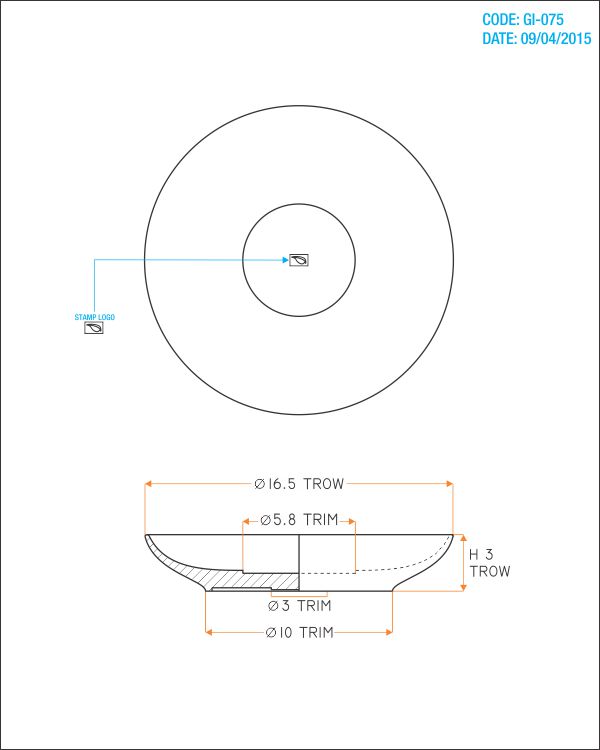 CODE: GI-075
DATE: 09/04/2015
STAMP LOGO
Ø16.5 TROW
Ø5.8 TRIM
H 3
TROW
Ø3 TRIM
Ø10 TRIM